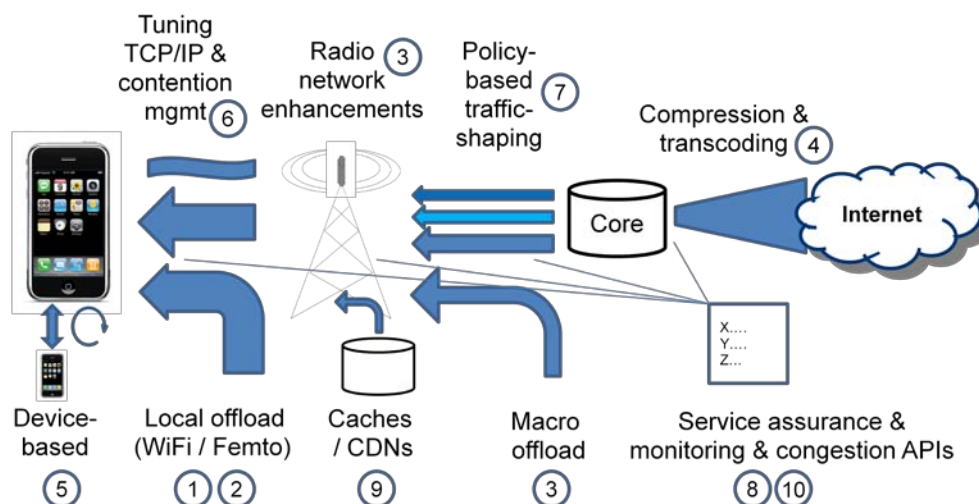 Tuning
TCP/IP &
contention
mgmt 6
Radio 3
network
enhancements
Policy-
based 7
traffic-
shaping
Compression &
transcoding 4
Core
Internet
X....
Y....
Z...
Device-
based
5
Local offload
(WiFi / Femto)
1 2
Caches
/ CDNs
9
Macro
offload
3
Service assurance &
monitoring & congestion APIs
8 10